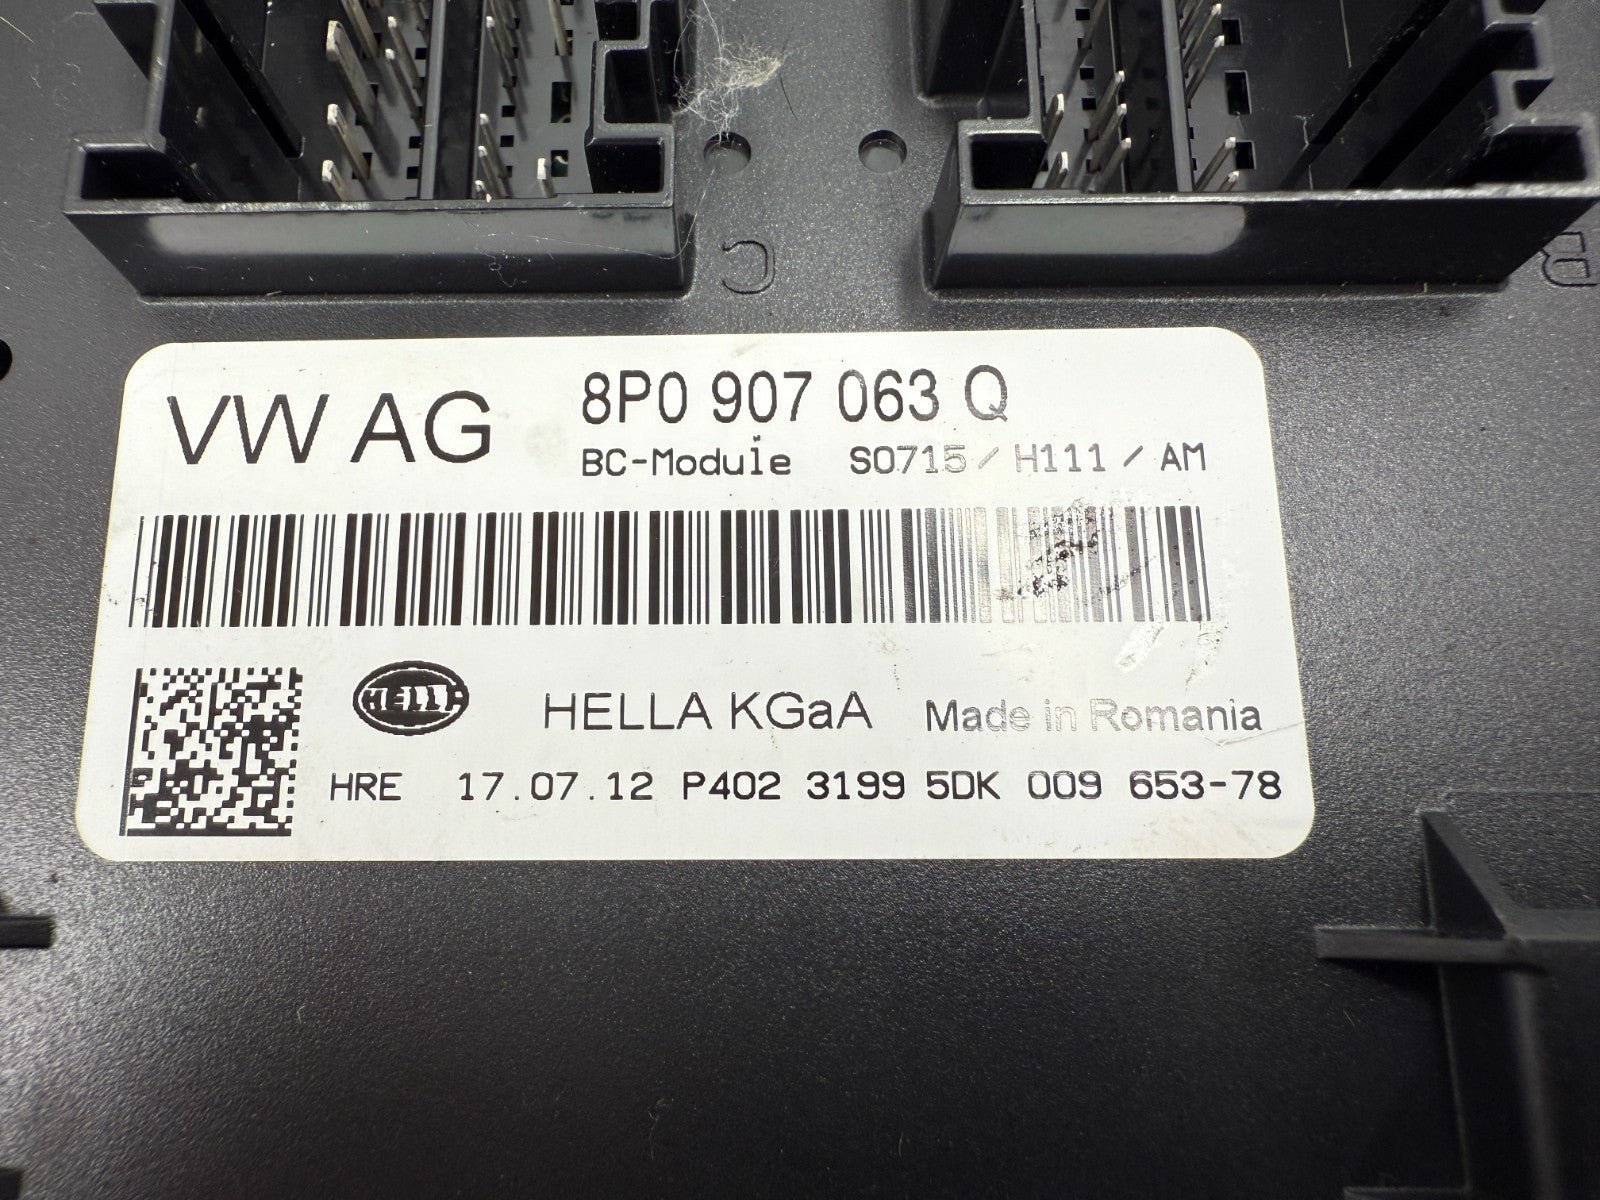 C
B
VW AG
8P0 907 063 Q
BC-Module S0715/H111/AM
HELLA
HELLA KGaA Made in Romania
HRE 17.07.12 P402 3199 5DK 009 653-78